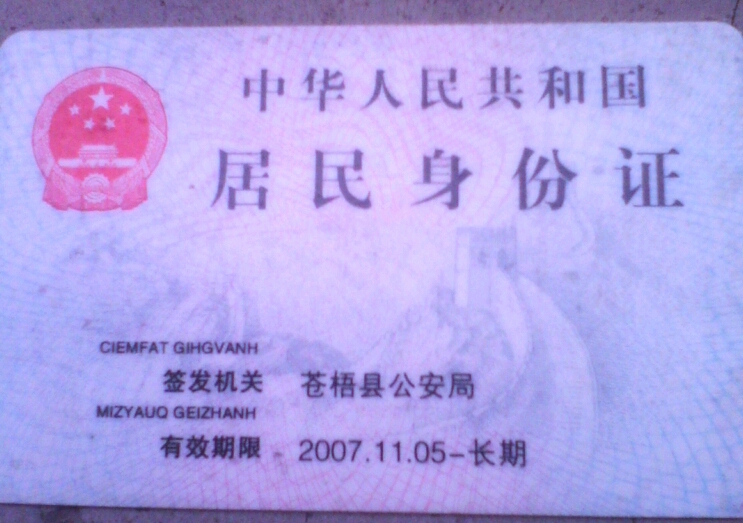 中华人民共和国
居民身份证
CIEMFAT GIHGVANH
签发机关 苍梧县公安局
MIZYAUQ GEIZHANH
有效期限 2007.11.05-长期